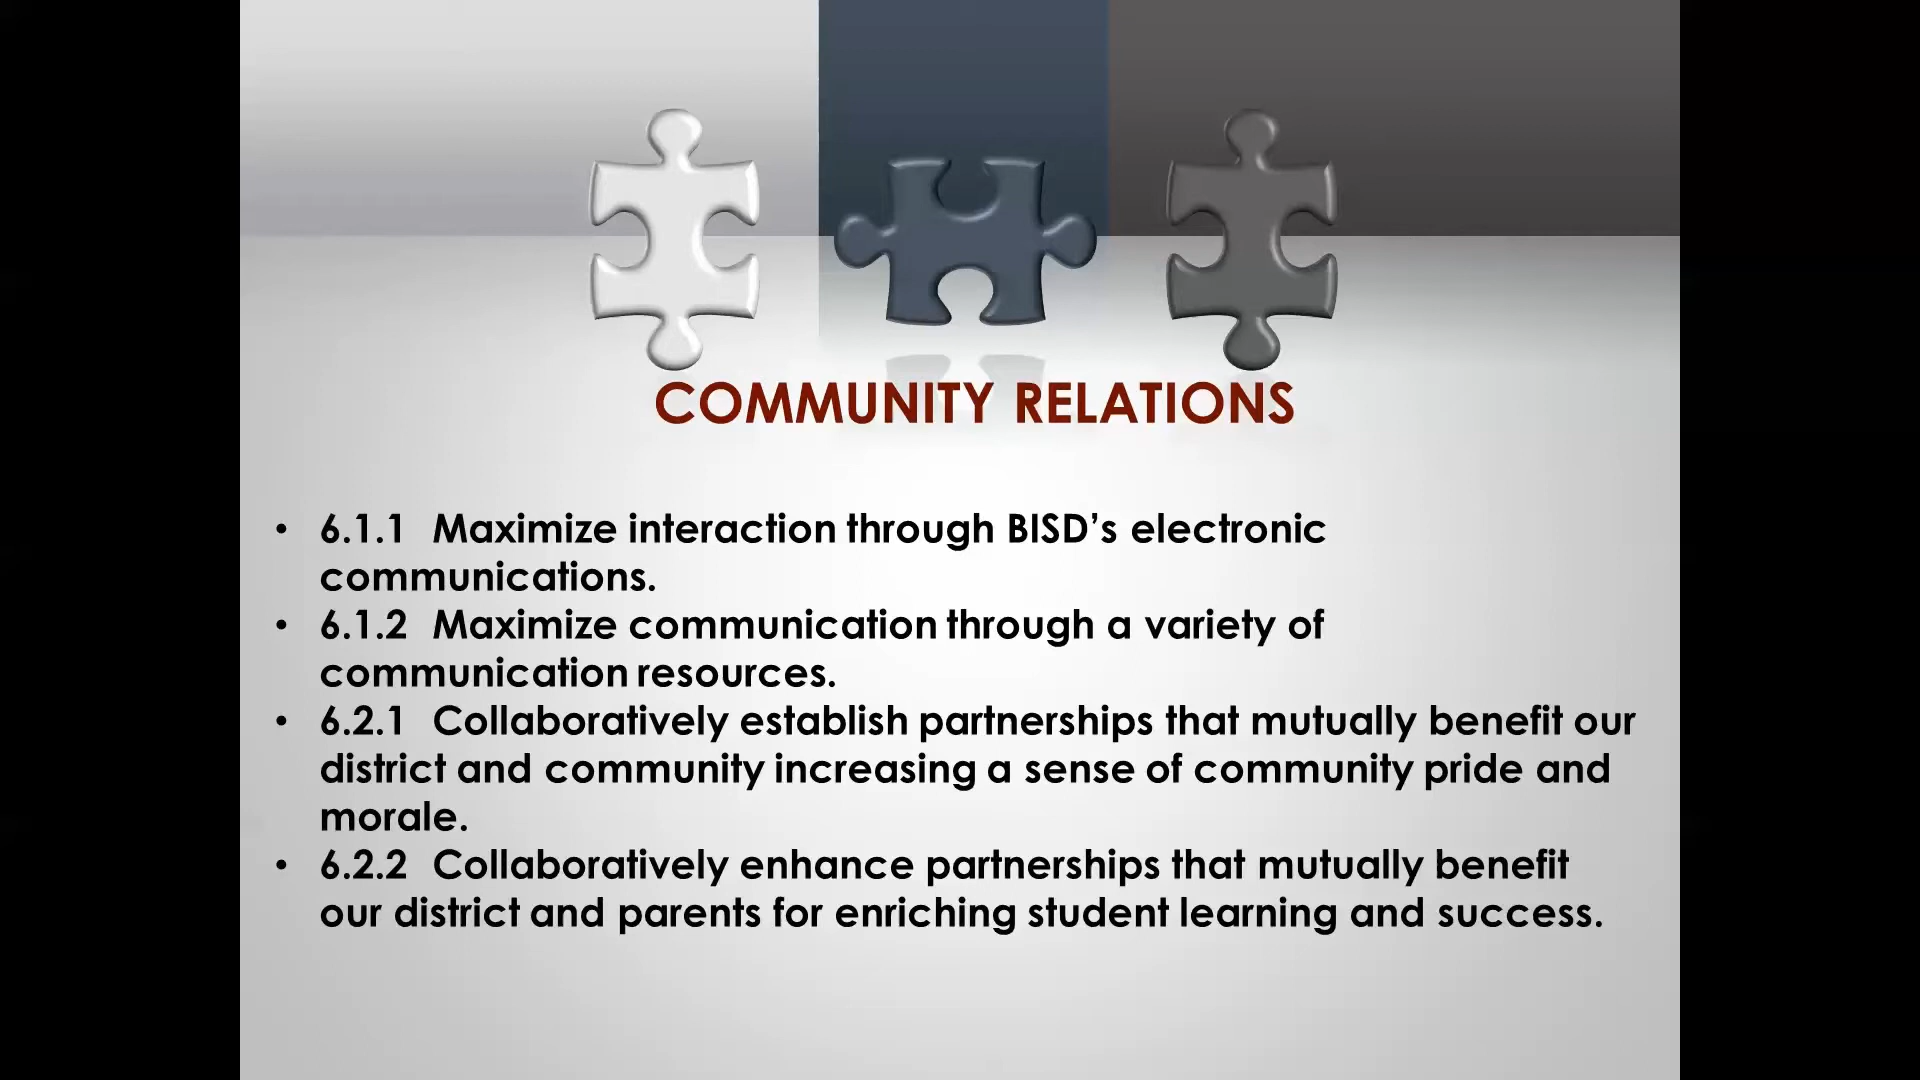 COMMUNITY RELATIONS
• 6.1.1 Maximize interaction through BISD’s electronic
communications.
• 6.1.2 Maximize communication through a variety of
communication resources.
• 6.2.1 Collaboratively establish partnerships that mutually benefit our
district and community increasing a sense of community pride and
morale.
• 6.2.2 Collaboratively enhance partnerships that mutually benefit
our district and parents for enriching student learning and success.